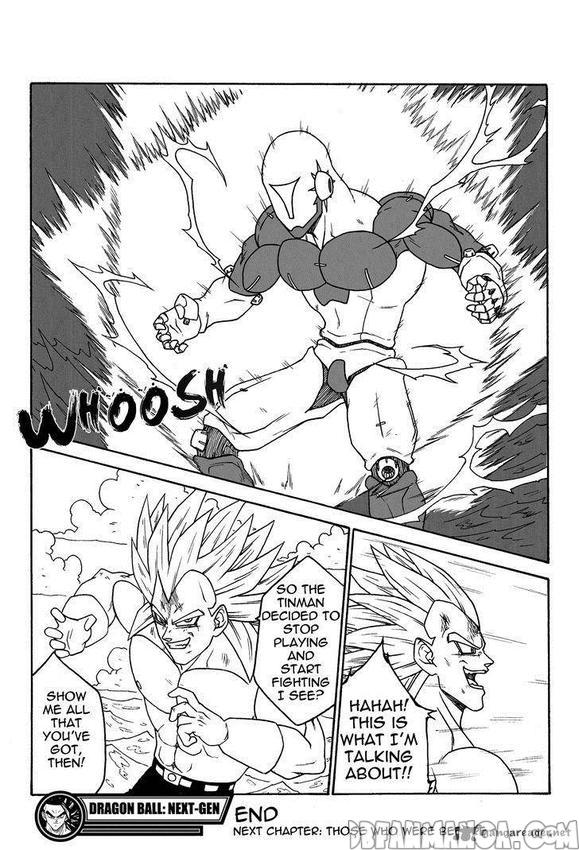 WHOOSH
SO THE
TINMAN
DECIDED TO
STOP
PLAYING
AND
START
FIGHTING
I SEE?
SHOW
ME ALL
THAT
YOU'VE
GOT,
THEN!
HAHAH!
THIS IS
WHAT I'M
TALKING
ABOUT!!
DRAGON BALL: NEXT-GEN
END
NEXT CHAPTER: THOSE WHO WERE
mangareader.net
DBFANMANGA.COM